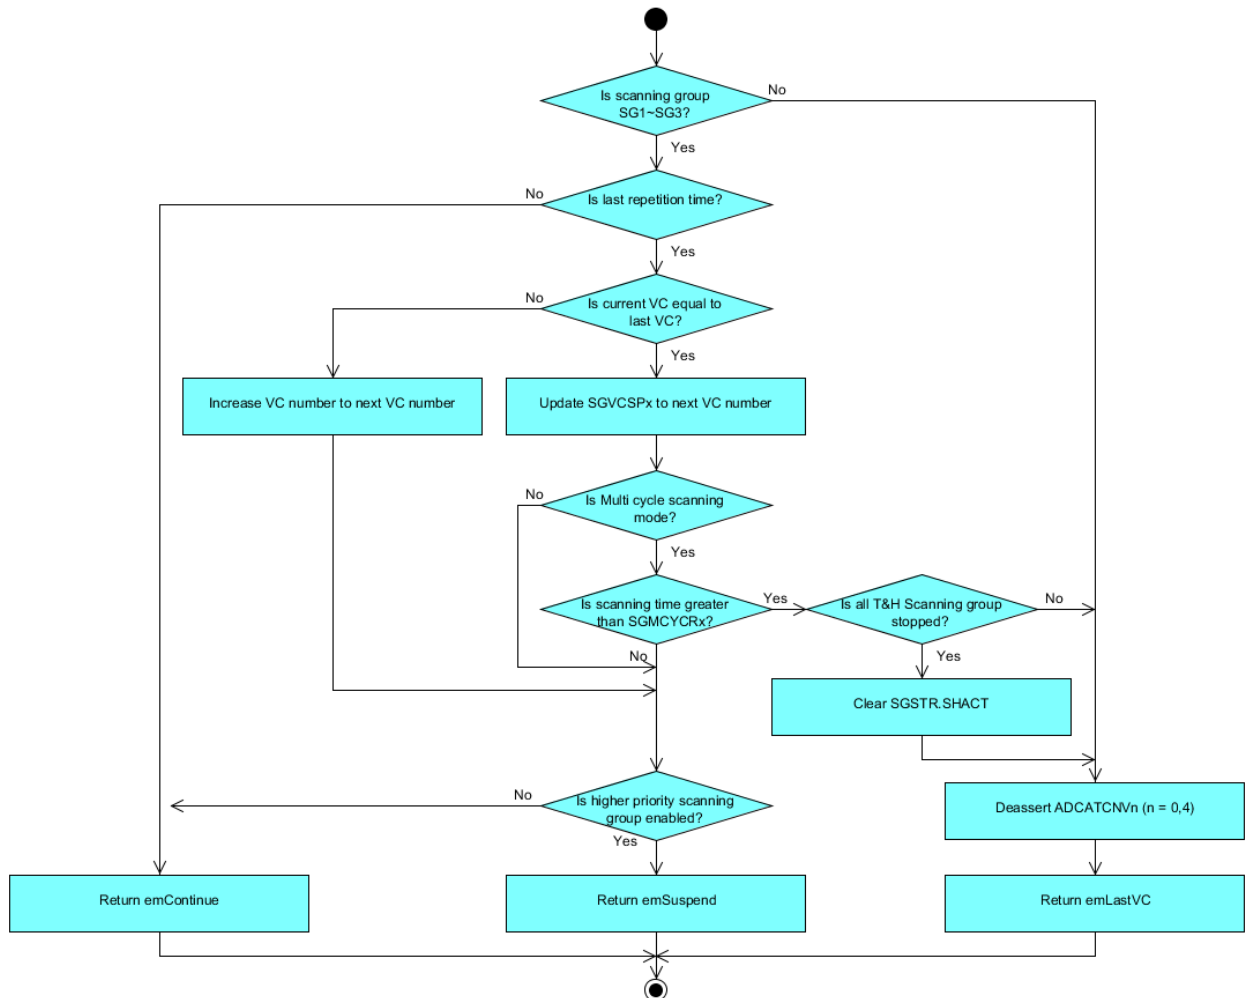 Is scanning group
SG1~SG3?
No
Yes
Is last repetition time?
No
Yes
Is current VC equal to
last VC?
No
Yes
Increase VC number to next VC number
Update SGVCSPx to next VC number
Is Multi cycle scanning
mode?
No
Yes
Is scanning time greater
than SGMCYCRx?
Yes
No
Is all T&H Scanning group
stopped?
No
Yes
Clear SGSTR.SHACT
Is higher priority scanning
group enabled?
No
Yes
Deassert ADCATCNVn (n = 0,4)
Return emContinue
Return emSuspend
Return emLastVC